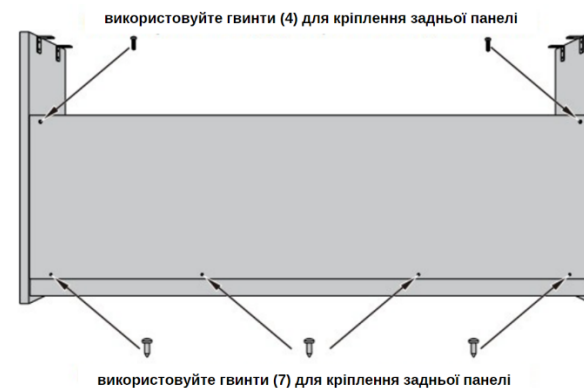 використовуйте гвинти (4) для кріплення задньої панелі
використовуйте гвинти (7) для кріплення задньої панелі